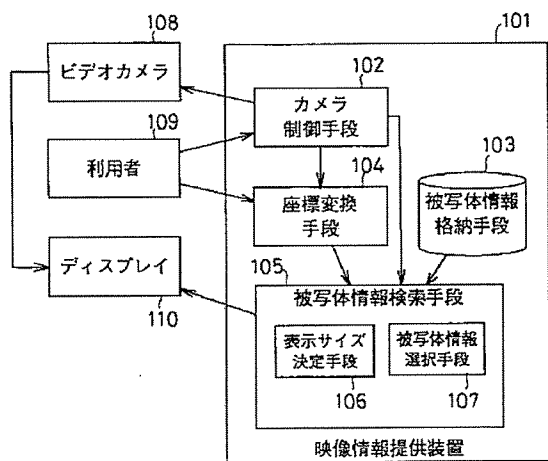 101
108
ビデオカメラ
102
カメラ
制御手段
109
利用者
103
被写体情報
格納手段
104
座標変換
手段
ディスプレイ
110
105
被写体情報検索手段
表示サイズ
決定手段
106
被写体情報
選択手段
107
映像情報提供装置